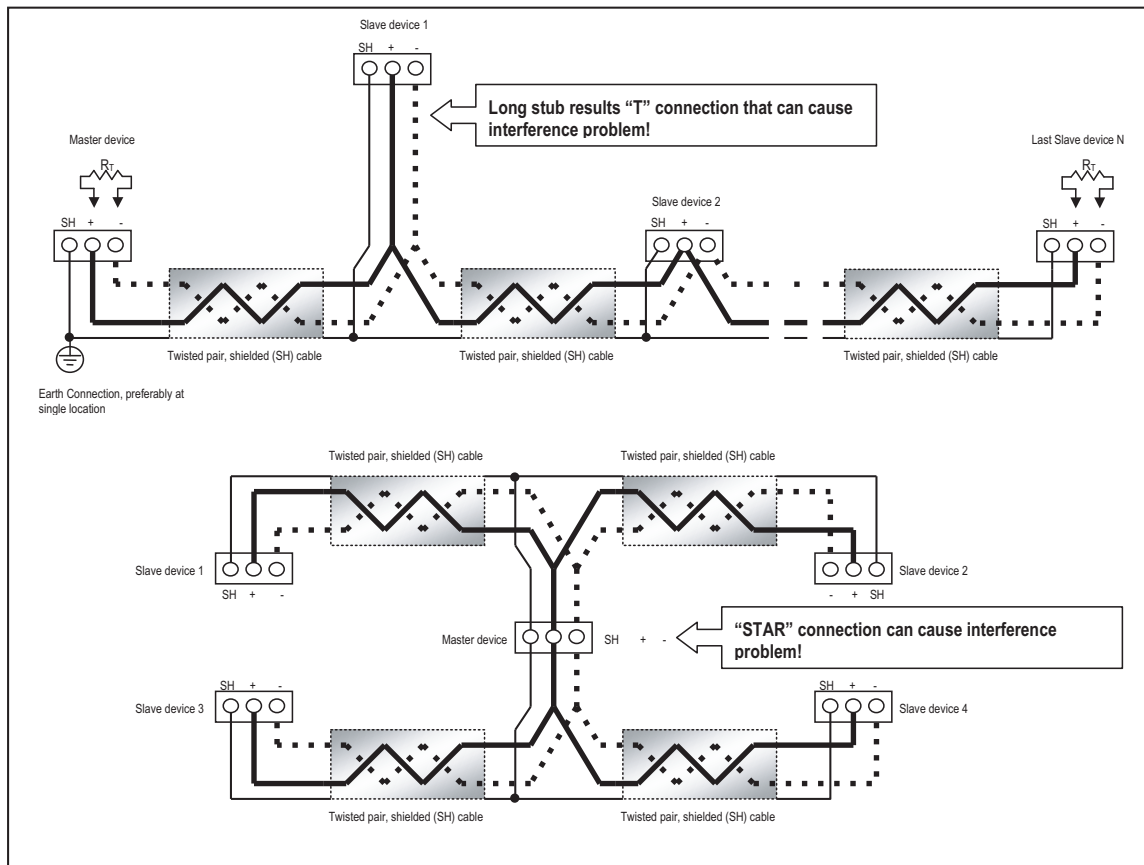 Slave device 1
SH + -
Long stub results “T” connection that can cause
interference problem!
Master device
RT
SH + -
Slave device 2
SH + -
Last Slave device N
RT
SH + -
Twisted pair, shielded (SH) cable
Twisted pair, shielded (SH) cable
Twisted pair, shielded (SH) cable
Earth Connection, preferably at
single location
Twisted pair, shielded (SH) cable
Twisted pair, shielded (SH) cable
Slave device 1
SH + -
Slave device 2
- + SH
Master device
SH + -
“STAR” connection can cause interference
problem!
Slave device 3
SH + -
Slave device 4
SH + -
Twisted pair, shielded (SH) cable
Twisted pair, shielded (SH) cable